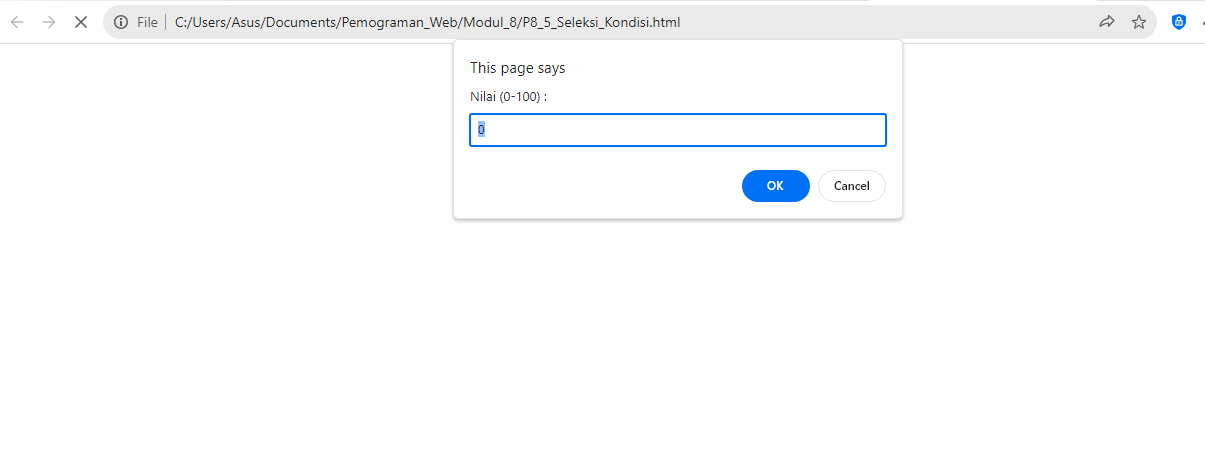 File C:/Users/Asus/Documents/Pemograman_Web/Modul_8/P8_5_Seleksi_Kondisi.html
This page says
Nilai (0-100) :
0
OK Cancel